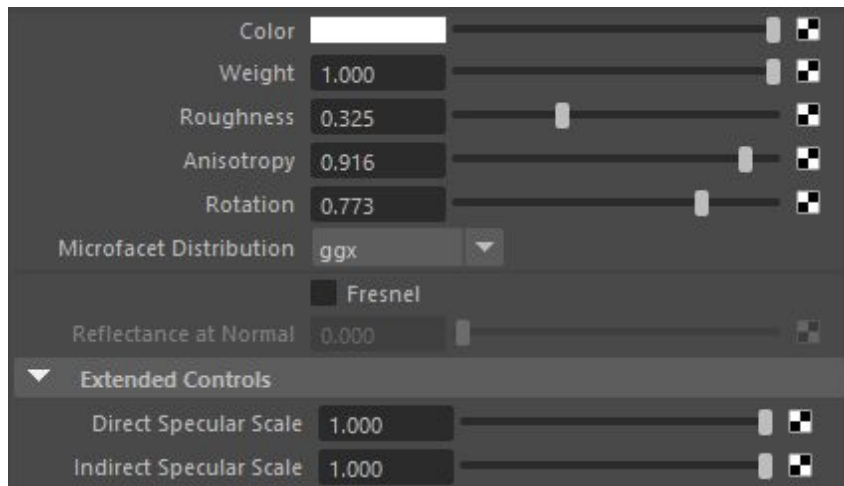 Color
Weight 1.000
Roughness 0.325
Anisotropy 0.916
Rotation 0.773
Microfacet Distribution ggx
Fresnel
Reflectance at Normal 0.000
Extended Controls
Direct Specular Scale 1.000
Indirect Specular Scale 1.000